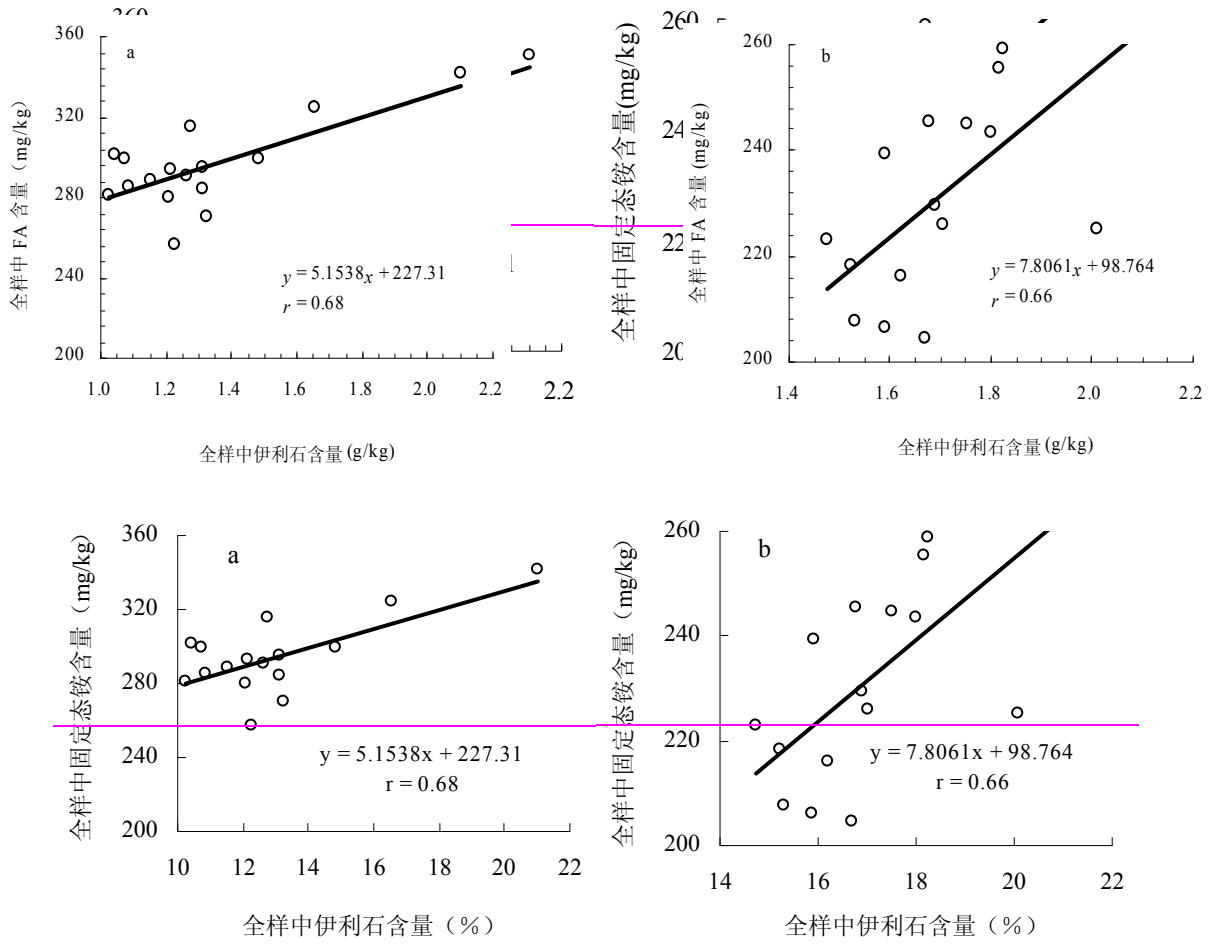 360
360
a
320
280
240
200
全样中 FA 含量（mg/kg）
y = 5.1538x + 227.31
r = 0.68
1.0 1.2 1.4 1.6 1.8 2.0 2.2 2.2
全样中伊利石含量 (g/kg)
260
24
22
20
全样中固定态铵含量(mg/kg)
260
b
240
220
200
全样中 FA 含量 (mg/kg)
y = 7.8061x + 98.764
r = 0.66
1.4 1.6 1.8 2.0 2.2
全样中伊利石含量 (g/kg)
360
a
320
280
240
200
全样中固定态铵含量（mg/kg）
y = 5.1538x + 227.31
r = 0.68
10 12 14 16 18 20 22
全样中伊利石含量（%）
260
b
240
220
200
全样中固定态铵含量（mg/kg）
y = 7.8061x + 98.764
r = 0.66
14 16 18 20 22
全样中伊利石含量（%）